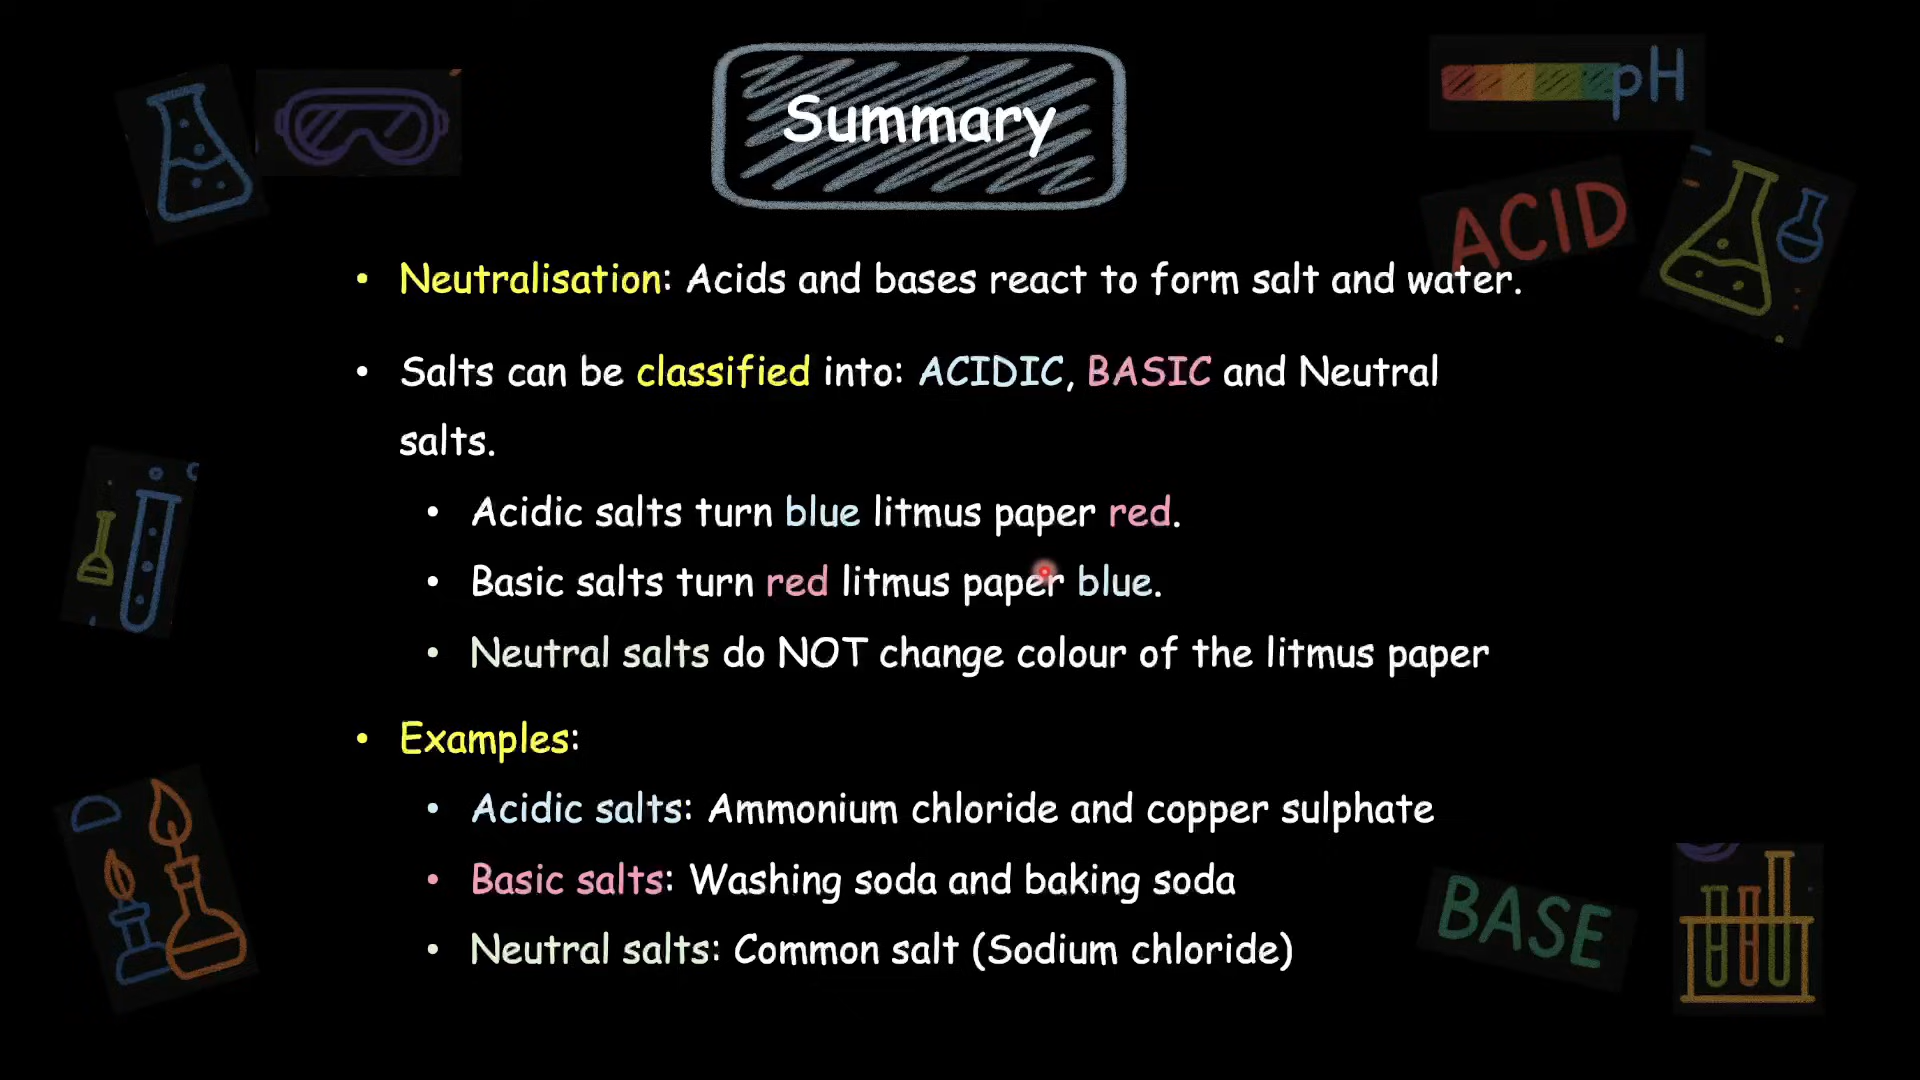 Summary
pH
ACID
• Neutralisation: Acids and bases react to form salt and water.
• Salts can be classified into: ACIDIC, BASIC and Neutral
salts.
• Acidic salts turn blue litmus paper red.
• Basic salts turn red litmus paper blue.
• Neutral salts do NOT change colour of the litmus paper
• Examples:
• Acidic salts: Ammonium chloride and copper sulphate
• Basic salts: Washing soda and baking soda
• Neutral salts: Common salt (Sodium chloride)
BASE